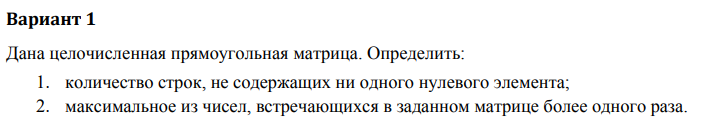 Вариант 1
Дана целочисленная прямоугольная матрица. Определить:
1. количество строк, не содержащих ни одного нулевого элемента;
2. максимальное из чисел, встречающихся в заданном матрице более одного раза.